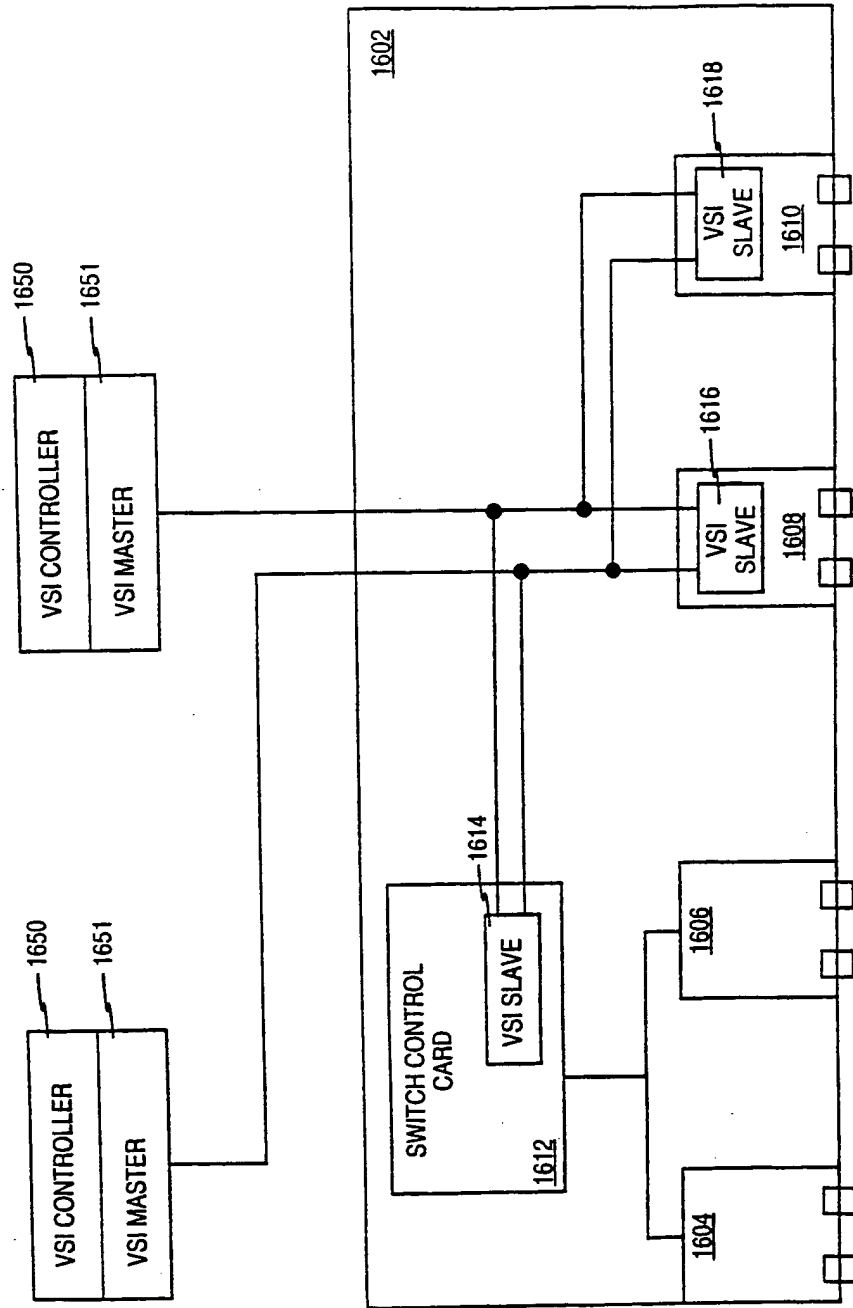 VSI CONTROLLER
VSI MASTER
1650
1651
VSI CONTROLLER
VSI MASTER
1650
1651
1602
SWITCH CONTROL
CARD
VSI SLAVE
1614
1612
1604
1606
VSI
SLAVE
1616
1608
VSI
SLAVE
1618
1610